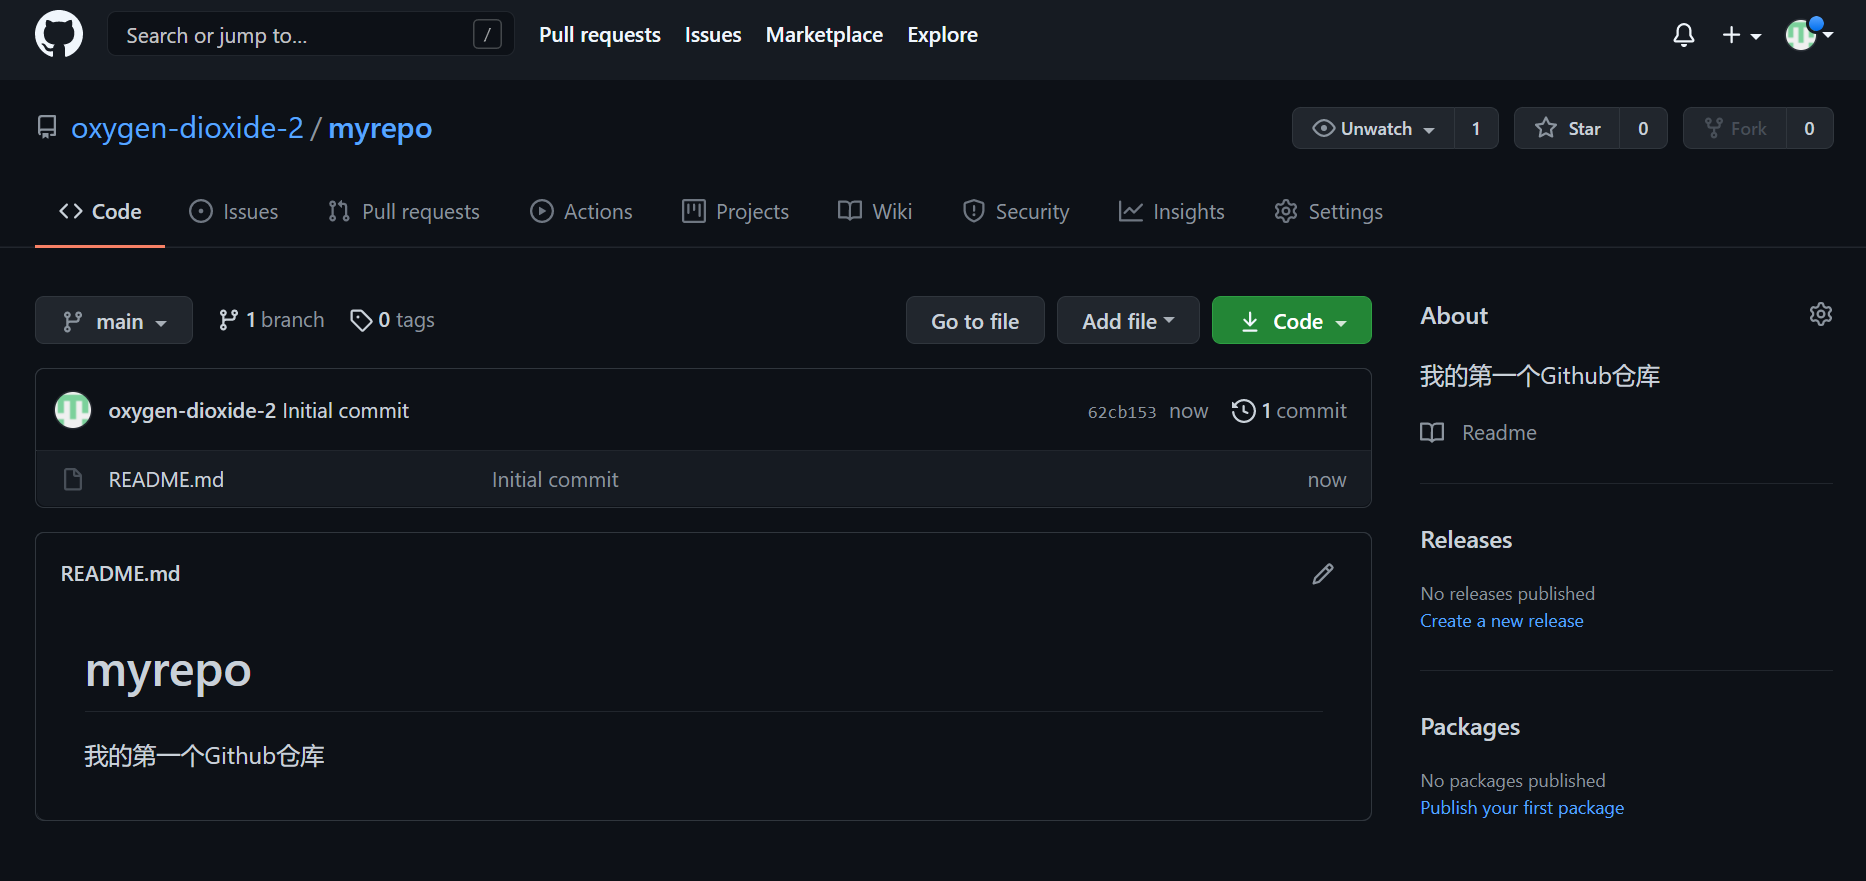 Search or jump to... /
Pull requests Issues Marketplace Explore
oxygen-dioxide-2 / myrepo
Unwatch 1 Star 0 Fork 0
Code Issues Pull requests Actions Projects Wiki Security Insights Settings
main 1 branch 0 tags
Go to file Add file Code
oxygen-dioxide-2 Initial commit 62cb153 now 1 commit
README.md Initial commit now
README.md
myrepo
我的第一个Github仓库
About
我的第一个Github仓库
Readme
Releases
No releases published
Create a new release
Packages
No packages published
Publish your first package